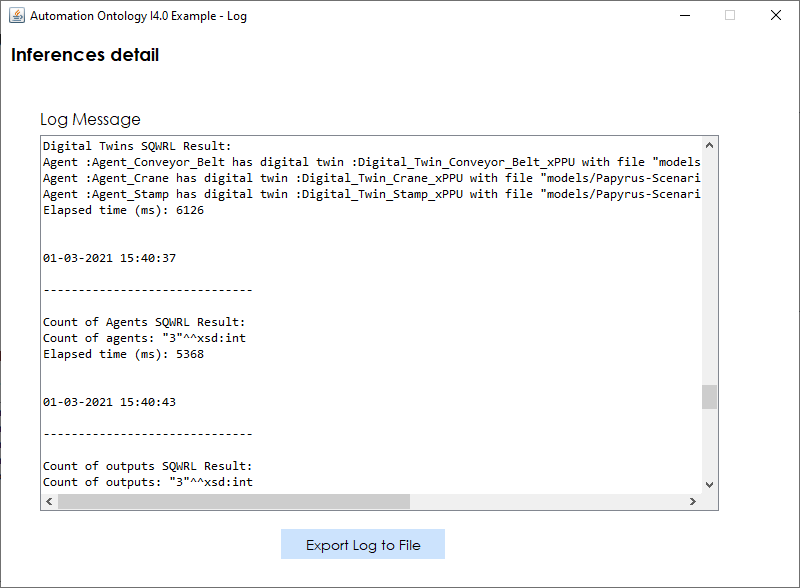 Automation Ontology I4.0 Example - Log
Inferences detail
Log Message
Digital Twins SQWRL Result:
Agent :Agent_Conveyor_Belt has digital twin :Digital_Twin_Conveyor_Belt_xPPU with file "models
Agent :Agent_Crane has digital twin :Digital_Twin_Crane_xPPU with file "models/Papyrus-Scenari
Agent :Agent_Stamp has digital twin :Digital_Twin_Stamp_xPPU with file "models/Papyrus-Scenari
Elapsed time (ms): 6126
01-03-2021 15:40:37
------------------------------
Count of Agents SQWRL Result:
Count of agents: "3"^^xsd:int
Elapsed time (ms): 5368
01-03-2021 15:40:43
------------------------------
Count of outputs SQWRL Result:
Count of outputs: "3"^^xsd:int
Export Log to File